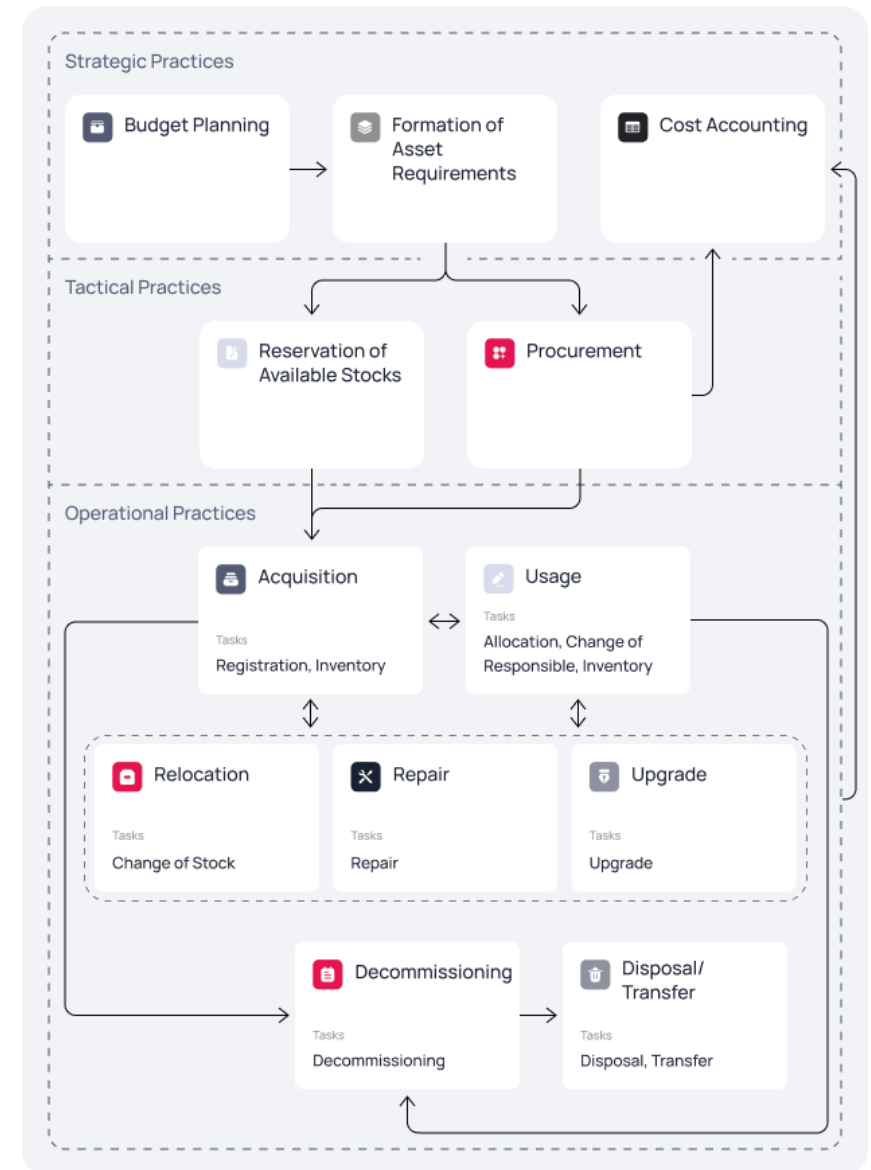 Strategic Practices
Budget Planning
Formation of
Asset
Requirements
Cost Accounting
Tactical Practices
Reservation of
Available Stocks
Procurement
Operational Practices
Acquisition
Tasks
Registration, Inventory
Usage
Tasks
Allocation, Change of
Responsible, Inventory
Relocation
Tasks
Change of Stock
Repair
Tasks
Repair
Upgrade
Tasks
Upgrade
Decommissioning
Tasks
Decommissioning
Disposal/
Transfer
Tasks
Disposal, Transfer